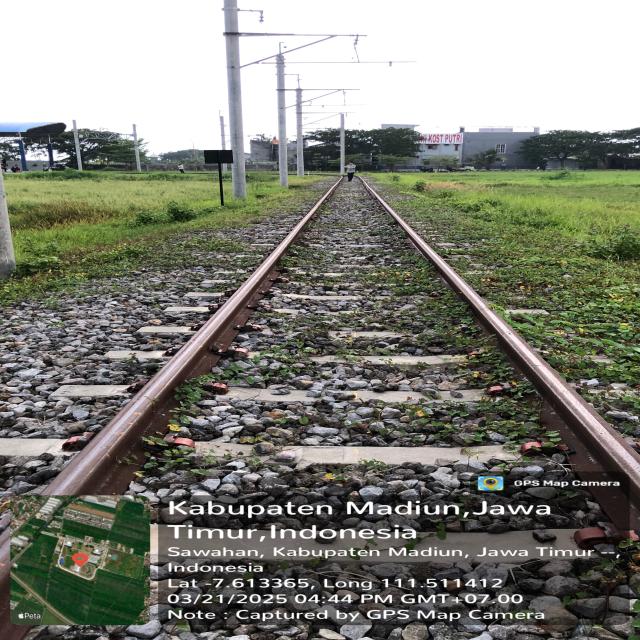 KOST PUTRI
GPS Map Camera
Kabupaten Madiun,Jawa
Timur,Indonesia
Sawahan, Kabupaten Madiun, Jawa Timur --,
Indonesia
Lat -7.613365, Long 111.511412
03/21/2025 04:44 PM GMT+07:00
Note : Captured by GPS Map Camera
Peta